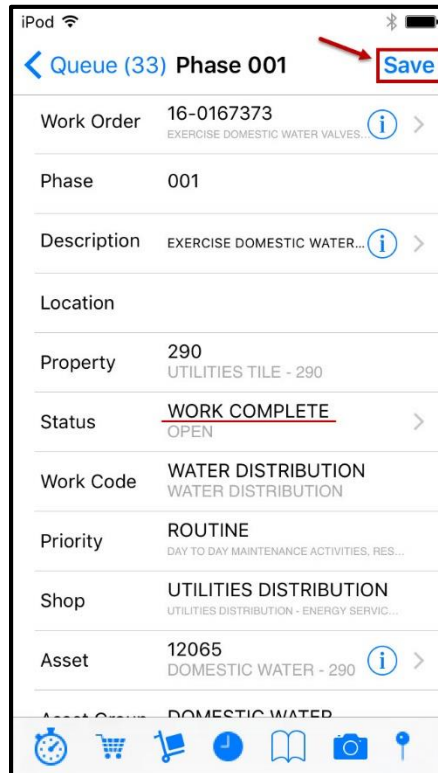 iPod
Queue (33) Phase 001 Save
Work Order 16-0167373
EXERCISE DOMESTIC WATER VALVES...
Phase 001
Description EXERCISE DOMESTIC WATER...
Location
Property 290
UTILITIES TILE - 290
Status WORK COMPLETE
OPEN
Work Code WATER DISTRIBUTION
WATER DISTRIBUTION
Priority ROUTINE
DAY TO DAY MAINTENANCE ACTIVITIES, RES...
Shop UTILITIES DISTRIBUTION
UTILITIES DISTRIBUTION - ENERGY SERVIC...
Asset 12065
DOMESTIC WATER - 290
Asset Group DOMESTIC WATER